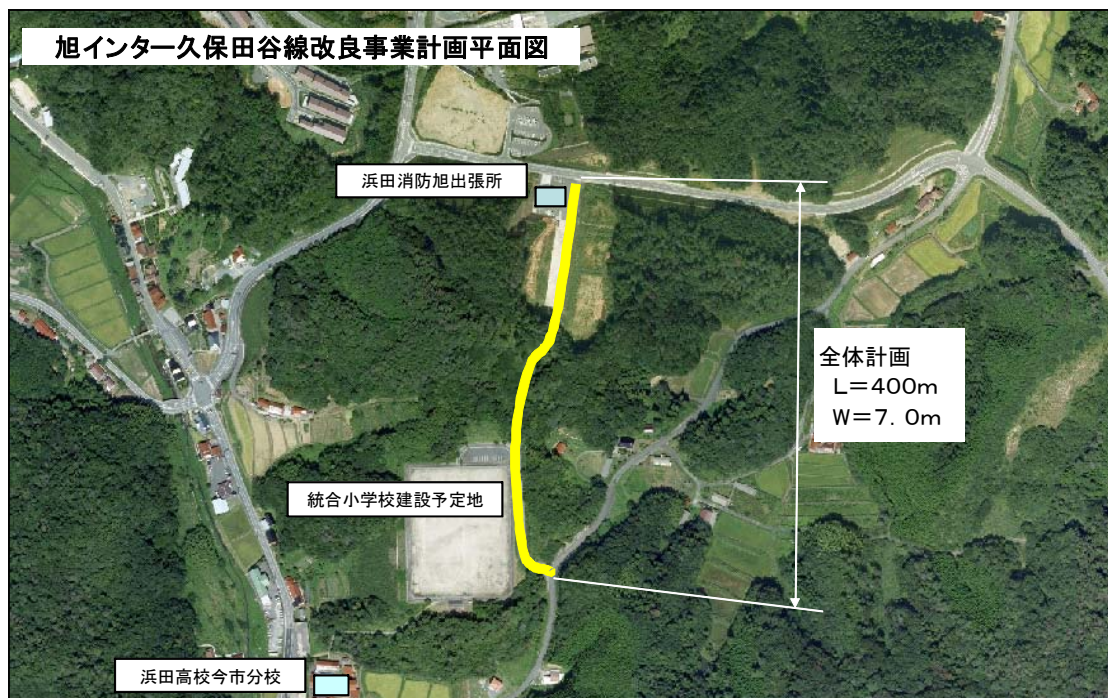 旭インター久保田谷線改良事業計画平面図
浜田消防旭出張所
全体計画
L=400m
W=7.0m
統合小学校建設予定地
浜田高校今市分校